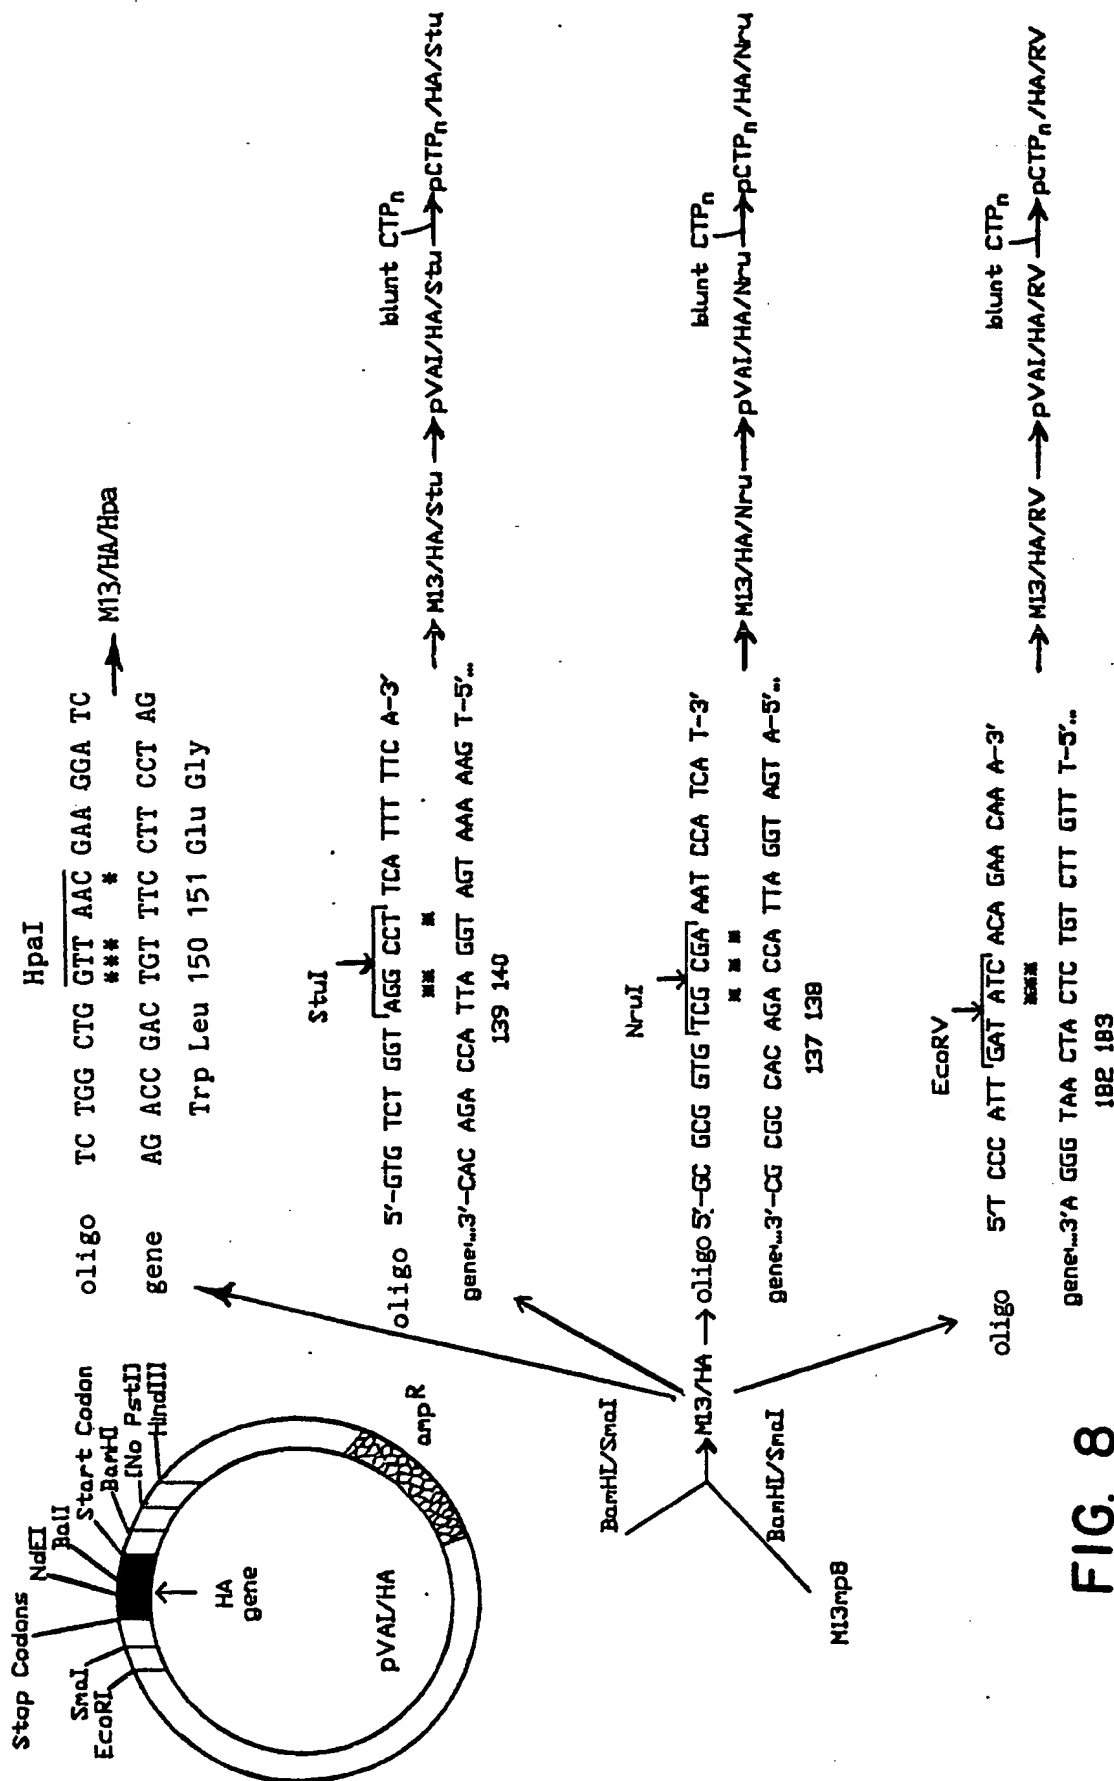 Stop Codons
NdEI
BalI
Start Codon
BamHI
[No PstI]
HindIII
SmaI
EcoRI
HA
gene
pVAI/HA
ampR
BamHI/SmaI
BamHI/SmaI
M13mp8
M13/HA
HpaI
oligo TC TGG CTG GTT AAC GAA GGA TC
*** *
gene AG ACC GAC TGT TTC CTT CCT AG
Trp Leu 150 151 Glu Gly
M13/HA/Hpa
StuI
oligo 5'-GTG TCT GGT AGG CCT TCA TTT TTC A-3'
** *
gene...3'-CAC AGA CCA TTA GGT AGT AAA AAG T-5'...
139 140
M13/HA/Stu
pVAI/HA/Stu
blunt CTPn
pCTPn/HA/Stu
NruI
oligo 5'-GC GCG GTG TCG CGA AAT CCA TCA T-3'
* * *
gene...3'-CG CGC CAC AGA CCA TTA GGT AGT A-5'...
137 138
M13/HA/Nru
pVAI/HA/Nru
blunt CTPn
pCTPn/HA/Nru
EcoRV
oligo 5'T CCC ATT GAT ATC ACA GAA CAA A-3'
***
gene...3'A GGG TAA CTA CTC TGT CTT GTT T-5'...
182 183
M13/HA/RV
pVAI/HA/RV
blunt CTPn
pCTPn/HA/RV
FIG. 8